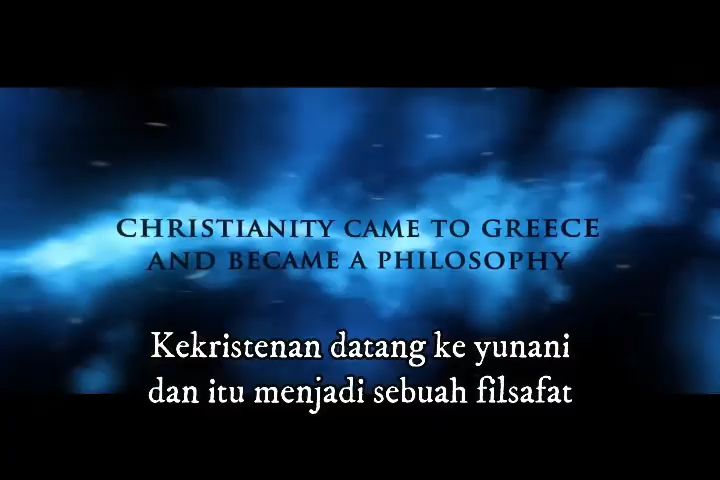 CHRISTIANITY CAME TO GREECE
AND BECAME A PHILOSOPHY
Kekristenan datang ke yunani
dan itu menjadi sebuah filsafat